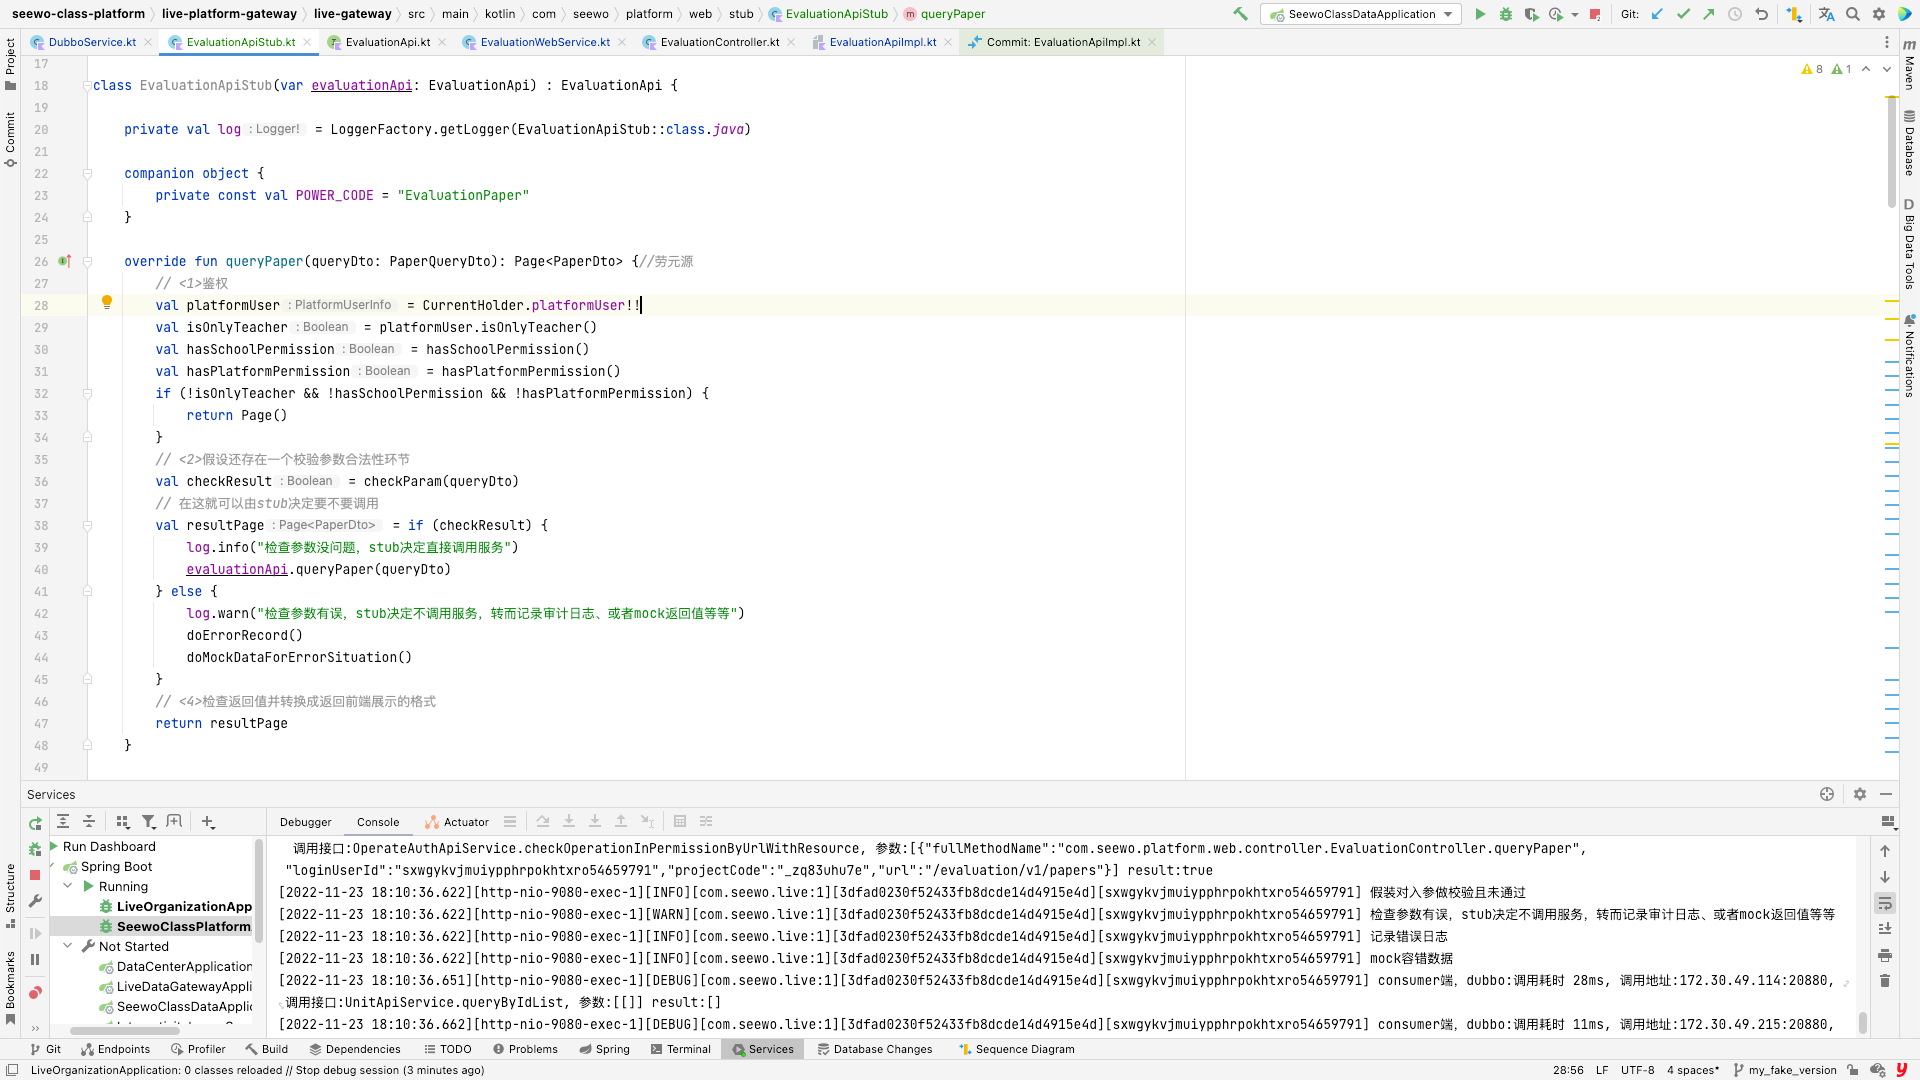 seewo-class-platform live-platform-gateway live-gateway src main kotlin com seewo platform web stub EvaluationApiStub queryPaper SeewoClassDataApplication Git:
DubboService.kt EvaluationApiStub.kt EvaluationApi.kt EvaluationWebService.kt EvaluationController.kt EvaluationApiImpl.kt Commit: EvaluationApiImpl.kt
Project
Commit
Structure
Bookmarks
Maven
Database
Big Data Tools
Notifications
8 1
17
18 class EvaluationApiStub(var evaluationApi: EvaluationApi) : EvaluationApi {
19
20 private val log : Logger! = LoggerFactory.getLogger(EvaluationApiStub::class.java)
21
22 companion object {
23 private const val POWER_CODE = "EvaluationPaper"
24 }
25
26 override fun queryPaper(queryDto: PaperQueryDto): Page<PaperDto> {//劳元源
27 // <1>鉴权
28 val platformUser : PlatformUserInfo = CurrentHolder.platformUser!!
29 val isOnlyTeacher : Boolean = platformUser.isOnlyTeacher()
30 val hasSchoolPermission : Boolean = hasSchoolPermission()
31 val hasPlatformPermission : Boolean = hasPlatformPermission()
32 if (!isOnlyTeacher && !hasSchoolPermission && !hasPlatformPermission) {
33 return Page()
34 }
35 // <2>假设还存在一个校验参数合法性环节
36 val checkResult : Boolean = checkParam(queryDto)
37 // 在这就可以由stub决定要不要调用
38 val resultPage : Page<PaperDto> = if (checkResult) {
39 log.info("检查参数没问题, stub决定直接调用服务")
40 evaluationApi.queryPaper(queryDto)
41 } else {
42 log.warn("检查参数有误, stub决定不调用服务, 转而记录审计日志、或者mock返回值等等")
43 doErrorRecord()
44 doMockDataForErrorSituation()
45 }
46 // <4>检查返回值并转换成返回前端展示的格式
47 return resultPage
48 }
49
Services
Debugger Console Actuator
Run Dashboard
Spring Boot
Running
LiveOrganizationApp
SeewoClassPlatform
Not Started
DataCenterApplication
LiveDataGatewayAppli
SeewoClassDataApplic
调用接口:OperateAuthApiService.checkOperationInPermissionByUrlWithResource, 参数:[{"fullMethodName":"com.seewo.platform.web.controller.EvaluationController.queryPaper",
"loginUserId":"sxwgykvjmuiypphrpokhtxro54659791","projectCode":"_zq83uhu7e","url":"/evaluation/v1/papers"}] result:true
[2022-11-23 18:10:36.622][http-nio-9080-exec-1][INFO][com.seewo.live:1][3dfad0230f52433fb8dcde14d4915e4d][sxwgykvjmuiypphrpokhtxro54659791] 假装对入参做校验且未通过
[2022-11-23 18:10:36.622][http-nio-9080-exec-1][WARN][com.seewo.live:1][3dfad0230f52433fb8dcde14d4915e4d][sxwgykvjmuiypphrpokhtxro54659791] 检查参数有误, stub决定不调用服务, 转而记录审计日志、或者mock返回值等等
[2022-11-23 18:10:36.622][http-nio-9080-exec-1][INFO][com.seewo.live:1][3dfad0230f52433fb8dcde14d4915e4d][sxwgykvjmuiypphrpokhtxro54659791] 记录错误日志
[2022-11-23 18:10:36.622][http-nio-9080-exec-1][INFO][com.seewo.live:1][3dfad0230f52433fb8dcde14d4915e4d][sxwgykvjmuiypphrpokhtxro54659791] mock容错数据
[2022-11-23 18:10:36.651][http-nio-9080-exec-1][DEBUG][com.seewo.live:1][3dfad0230f52433fb8dcde14d4915e4d][sxwgykvjmuiypphrpokhtxro54659791] consumer端, dubbo:调用耗时 28ms, 调用地址:172.30.49.114:20880,
调用接口:UnitApiService.queryByIdList, 参数:[[]] result:[]
[2022-11-23 18:10:36.662][http-nio-9080-exec-1][DEBUG][com.seewo.live:1][3dfad0230f52433fb8dcde14d4915e4d][sxwgykvjmuiypphrpokhtxro54659791] consumer端, dubbo:调用耗时 11ms, 调用地址:172.30.49.215:20880,
Git Endpoints Profiler Build Dependencies TODO Problems Spring Terminal Services Database Changes Sequence Diagram
LiveOrganizationApplication: 0 classes reloaded // Stop debug session (3 minutes ago) 28:56 LF UTF-8 4 spaces* my_fake_version